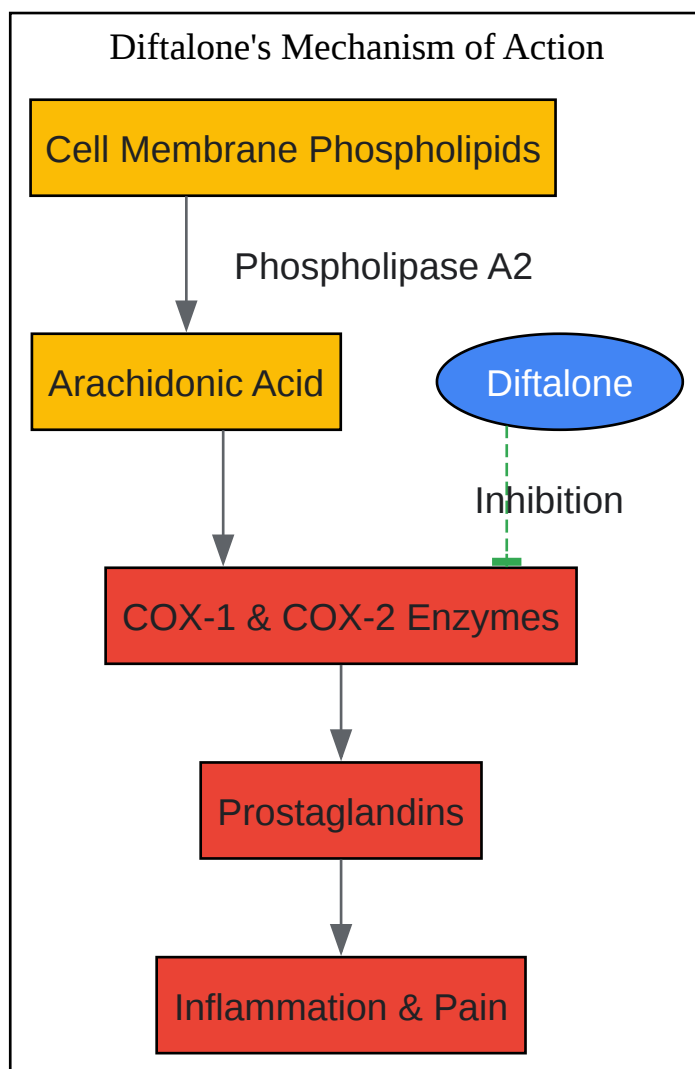 Diftalone's Mechanism of Action
Cell Membrane Phospholipids
Phospholipase A2
Arachidonic Acid
Diftalone
Inhibition
COX-1 & COX-2 Enzymes
Prostaglandins
Inflammation & Pain